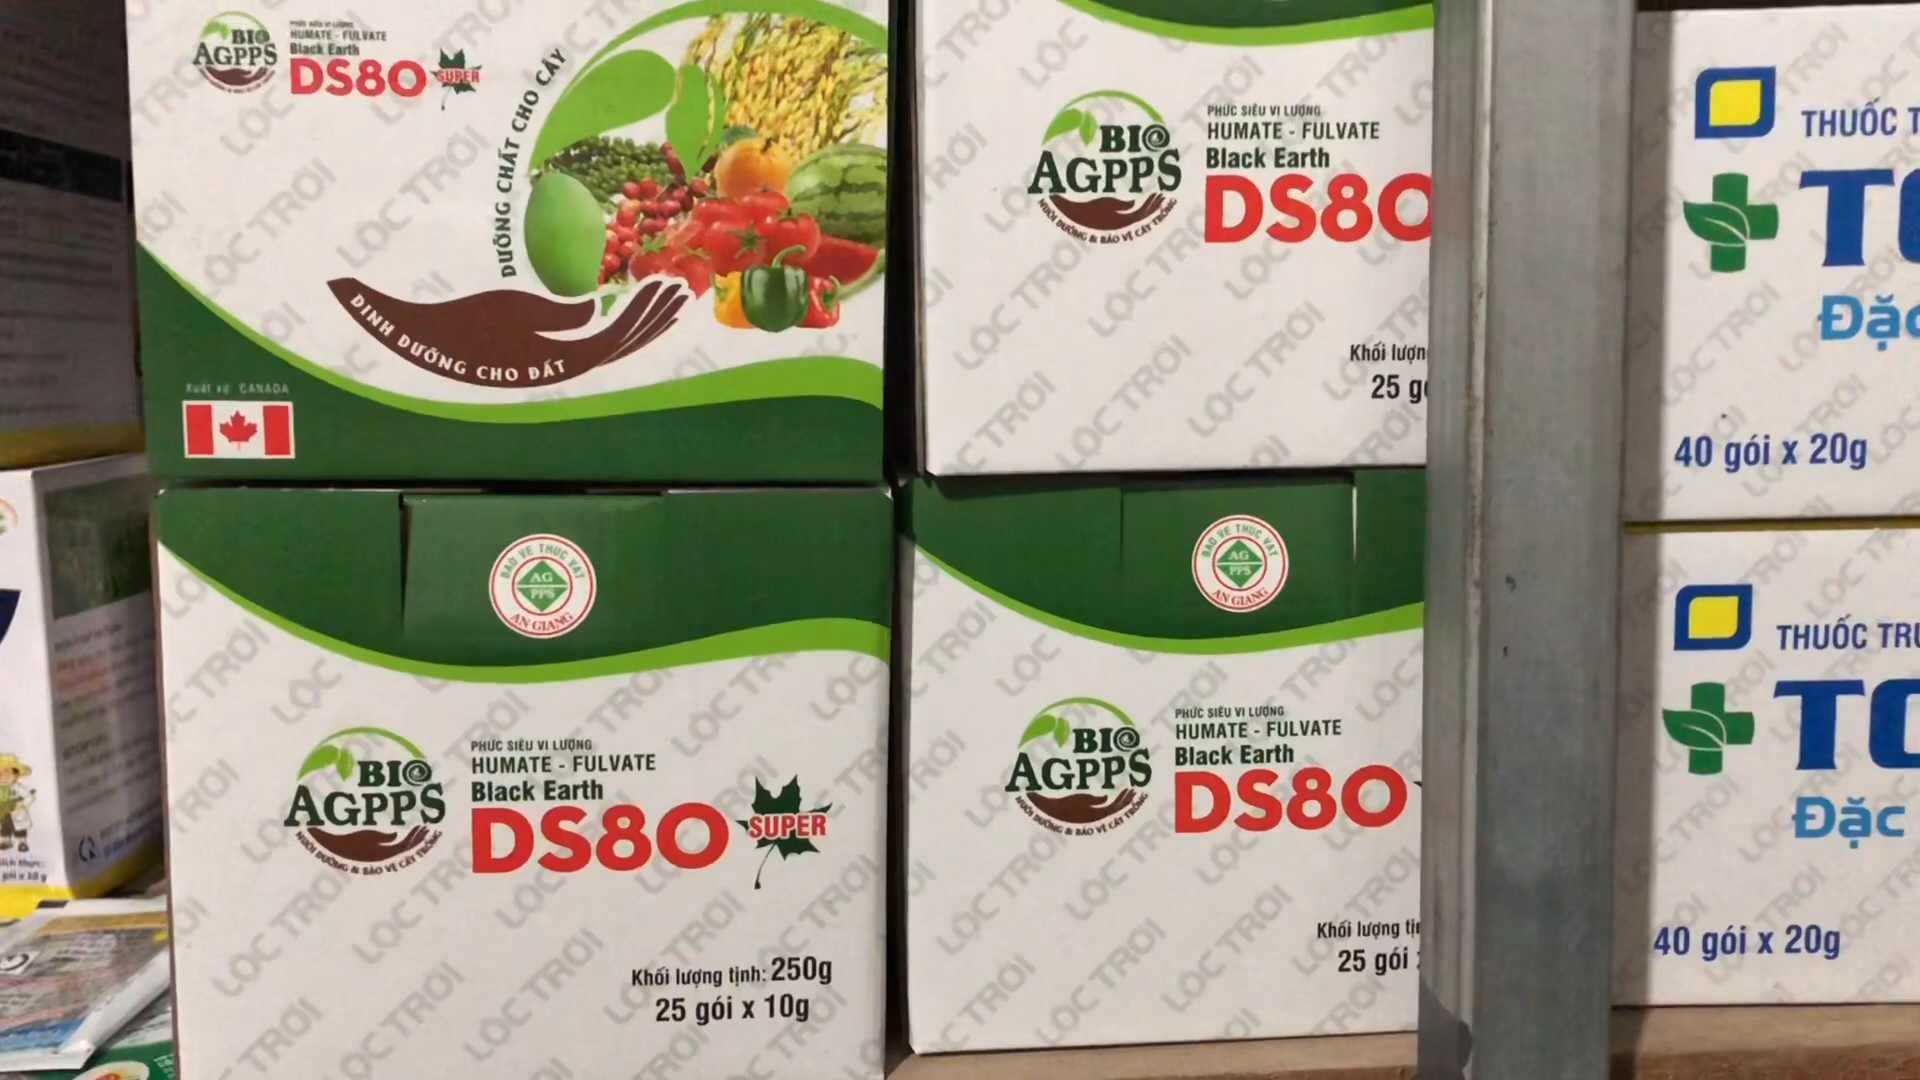 BIO
AGPPS
PHỨC SIÊU VI LƯỢNG
HUMATE - FULVATE
Black Earth
DS80
SUPER
DƯỠNG CHẤT CHO CÂY
DINH DƯỠNG CHO ĐẤT
Xuất xứ: CANADA
BIO
AGPPS
NUÔI DƯỠNG & BẢO VỆ CÂY TRỒNG
PHỨC SIÊU VI LƯỢNG
HUMATE - FULVATE
Black Earth
DS80
Khối lượn
25 gó
THUỐC T
TO
Đặc
40 gói x 20g
BẢO VỆ THỰC VẬT
AG
PPS
AN GIANG
BIO
AGPPS
NUÔI DƯỠNG & BẢO VỆ CÂY TRỒNG
PHỨC SIÊU VI LƯỢNG
HUMATE - FULVATE
Black Earth
DS80
SUPER
Khối lượng tịnh: 250g
25 gói x 10g
BẢO VỆ THỰC VẬT
AG
PPS
AN GIANG
BIO
AGPPS
NUÔI DƯỠNG & BẢO VỆ CÂY TRỒNG
PHỨC SIÊU VI LƯỢNG
HUMATE - FULVATE
Black Earth
DS80
Khối lượng tịn
25 gói
THUỐC TRỪ
TO
Đặc
40 gói x 20g
LỘC TRỜI